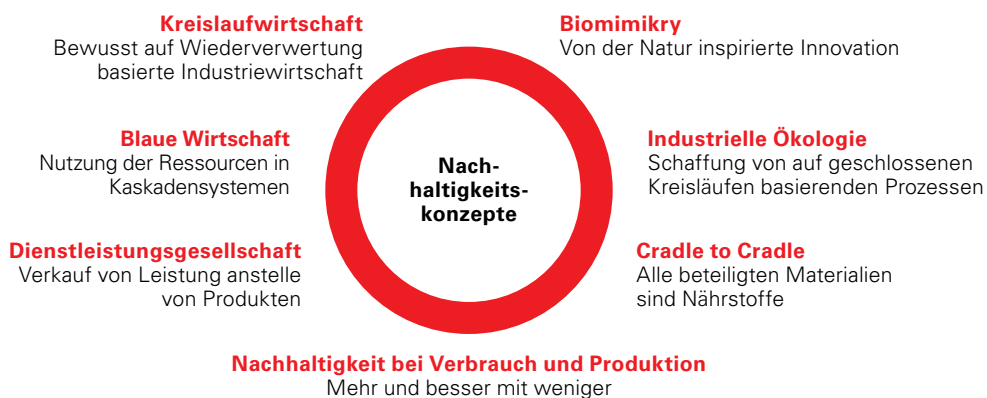 Kreislaufwirtschaft
Bewusst auf Wiederverwertung
basierte Industriewirtschaft
Biomimikry
Von der Natur inspirierte Innovation
Blaue Wirtschaft
Nutzung der Ressourcen in
Kaskadensystemen
Nach-
haltigkeits-
konzepte
Industrielle Ökologie
Schaffung von auf geschlossenen
Kreisläufen basierenden Prozessen
Dienstleistungsgesellschaft
Verkauf von Leistung anstelle
von Produkten
Cradle to Cradle
Alle beteiligten Materialien
sind Nährstoffe
Nachhaltigkeit bei Verbrauch und Produktion
Mehr und besser mit weniger